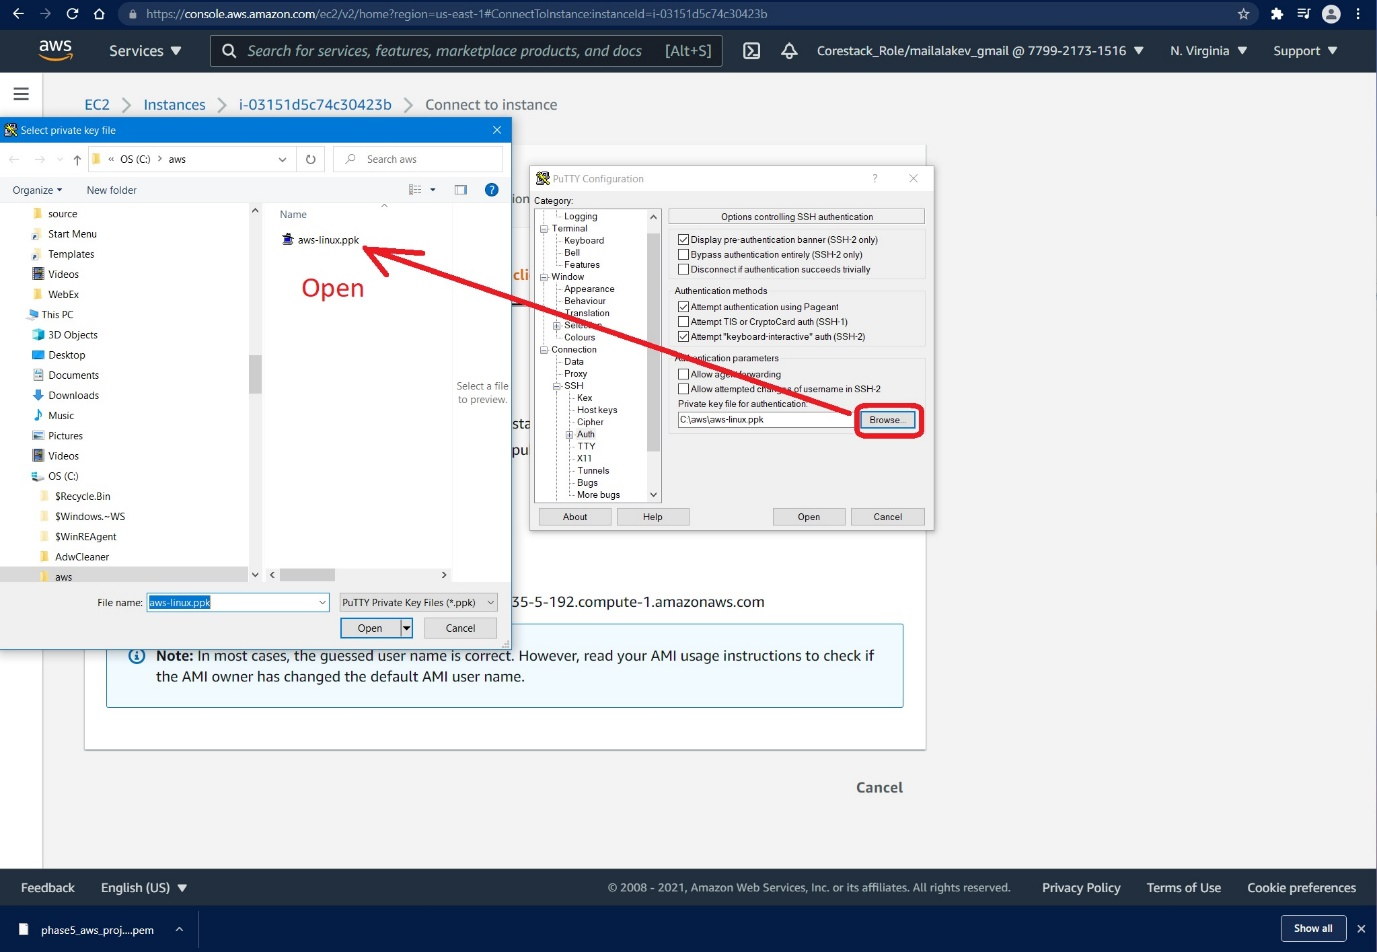 https://console.aws.amazon.com/ec2/v2/home?region=us-east-1#ConnectToInstance:instanceId=i-03151d5c74c30423b
aws
Services ▼
Search for services, features, marketplace products, and docs [Alt+S]
Corestack_Role/mailalakev_gmail @ 7799-2173-1516 ▼
N. Virginia ▼
Support ▼
EC2 > Instances > i-03151d5c74c30423b > Connect to instance
Select private key file
« OS (C:) > aws
Search aws
Organize
New folder
source
Start Menu
Templates
Videos
WebEx
This PC
3D Objects
Desktop
Documents
Downloads
Music
Pictures
Videos
OS (C:)
$Recycle.Bin
$Windows.~WS
$WinREAgent
AdwCleaner
aws
Name
aws-linux.ppk
Open
Select a file
to preview.
File name:
aws-linux.ppk
PuTTY Private Key Files (*.ppk)
Open
Cancel
PuTTY Configuration
?
Category:
Logging
Terminal
Keyboard
Bell
Features
Window
Appearance
Behaviour
Translation
Selection
Colours
Connection
Data
Proxy
SSH
Kex
Host keys
Cipher
Auth
TTY
X11
Tunnels
Bugs
More bugs
Options controlling SSH authentication
Display pre-authentication banner (SSH-2 only)
Bypass authentication entirely (SSH-2 only)
Disconnect if authentication succeeds trivially
Authentication methods
Attempt authentication using Pageant
Attempt TIS or CryptoCard auth (SSH-1)
Attempt "keyboard-interactive" auth (SSH-2)
Authentication parameters
Allow agent forwarding
Allow attempted changes of username in SSH-2
Private key file for authentication:
C:\aws\aws-linux.ppk
Browse...
About
Help
Open
Cancel
ion
cli
sta
pu
35-5-192.compute-1.amazonaws.com
Note: In most cases, the guessed user name is correct. However, read your AMI usage instructions to check if
the AMI owner has changed the default AMI user name.
Cancel
Feedback
English (US) ▼
© 2008 - 2021, Amazon Web Services, Inc. or its affiliates. All rights reserved.
Privacy Policy
Terms of Use
Cookie preferences
phase5_aws_proj....pem
Show all